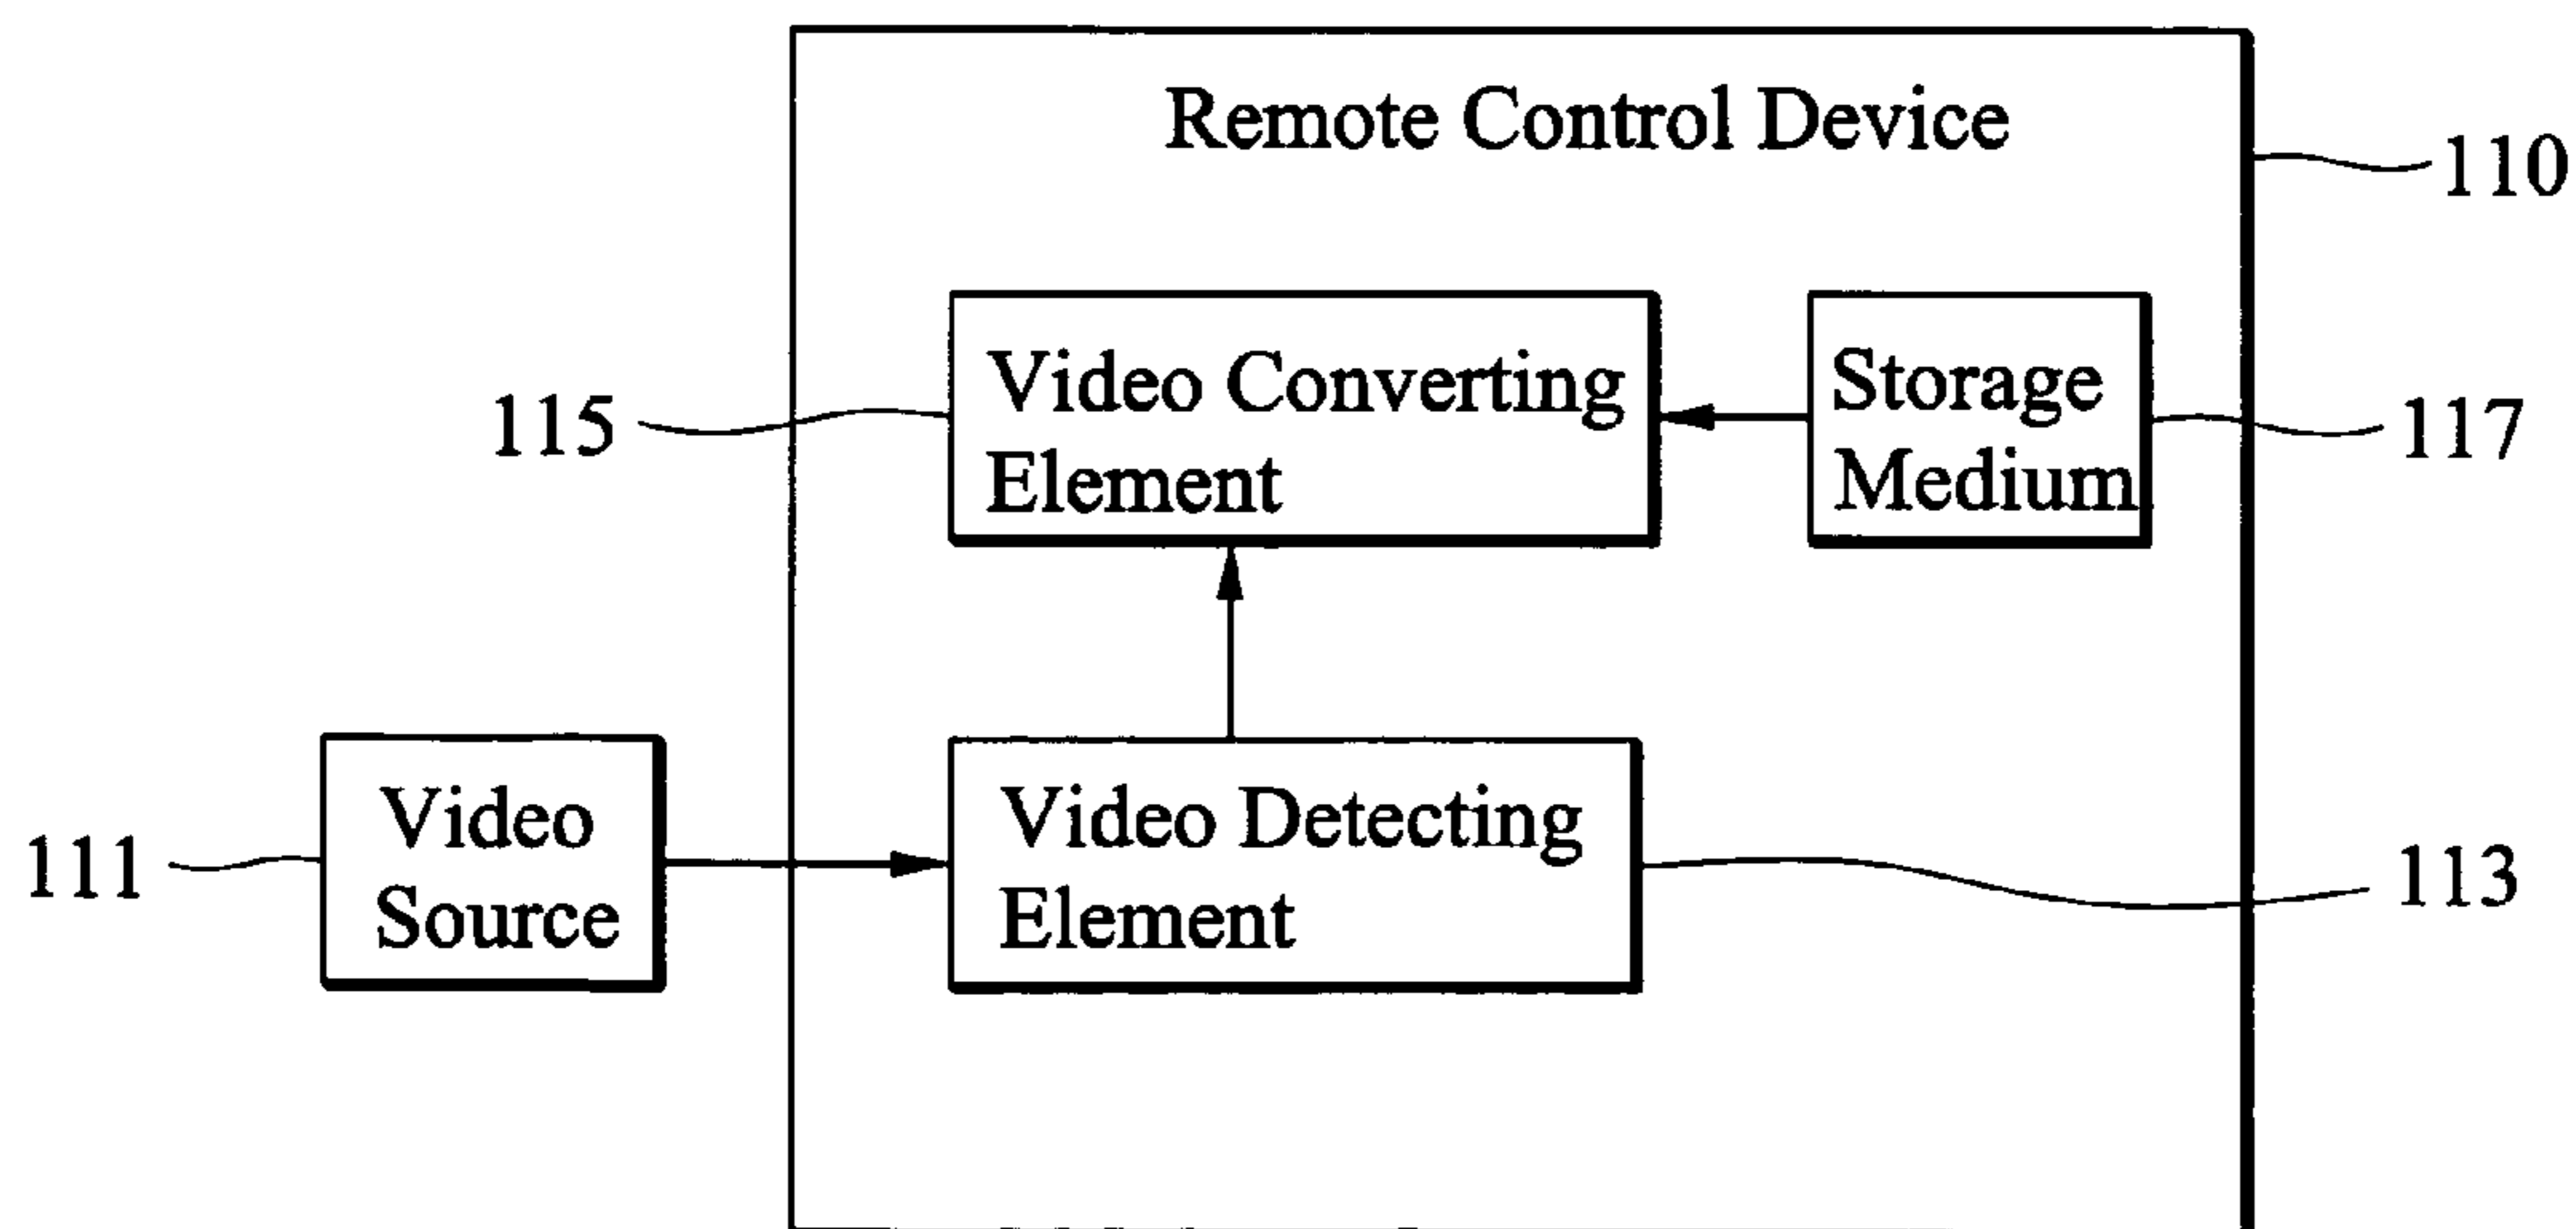 Remote Control Device
110
Video Converting
Element
Storage
Medium
115
117
Video
Source
Video Detecting
Element
111
113